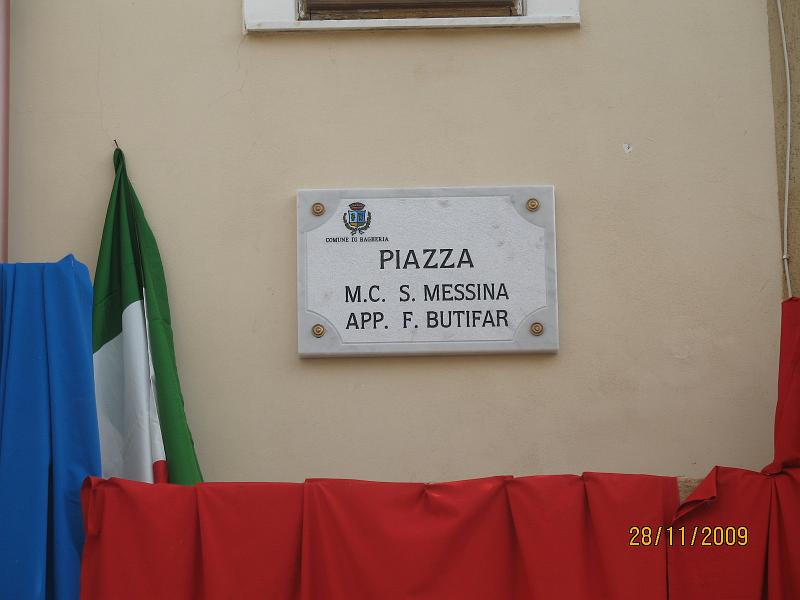 COMUNE DI BAGHERIA
PIAZZA
M.C. S. MESSINA
APP. F. BUTIFAR
28/11/2009